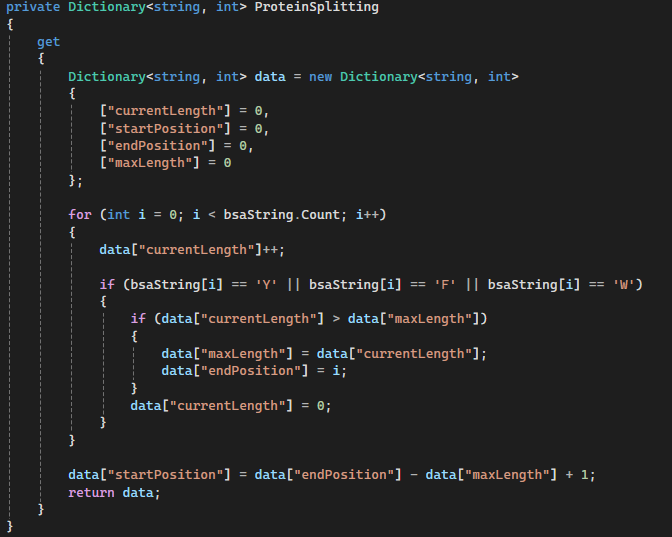 private Dictionary<string, int> ProteinSplitting
{
    get
    {
        Dictionary<string, int> data = new Dictionary<string, int>
        {
            ["currentLength"] = 0,
            ["startPosition"] = 0,
            ["endPosition"] = 0,
            ["maxLength"] = 0
        };

        for (int i = 0; i < bsaString.Count; i++)
        {
            data["currentLength"]++;

            if (bsaString[i] == 'Y' || bsaString[i] == 'F' || bsaString[i] == 'W')
            {
                if (data["currentLength"] > data["maxLength"])
                {
                    data["maxLength"] = data["currentLength"];
                    data["endPosition"] = i;
                }
                data["currentLength"] = 0;
            }
        }

        data["startPosition"] = data["endPosition"] - data["maxLength"] + 1;
        return data;
    }
}